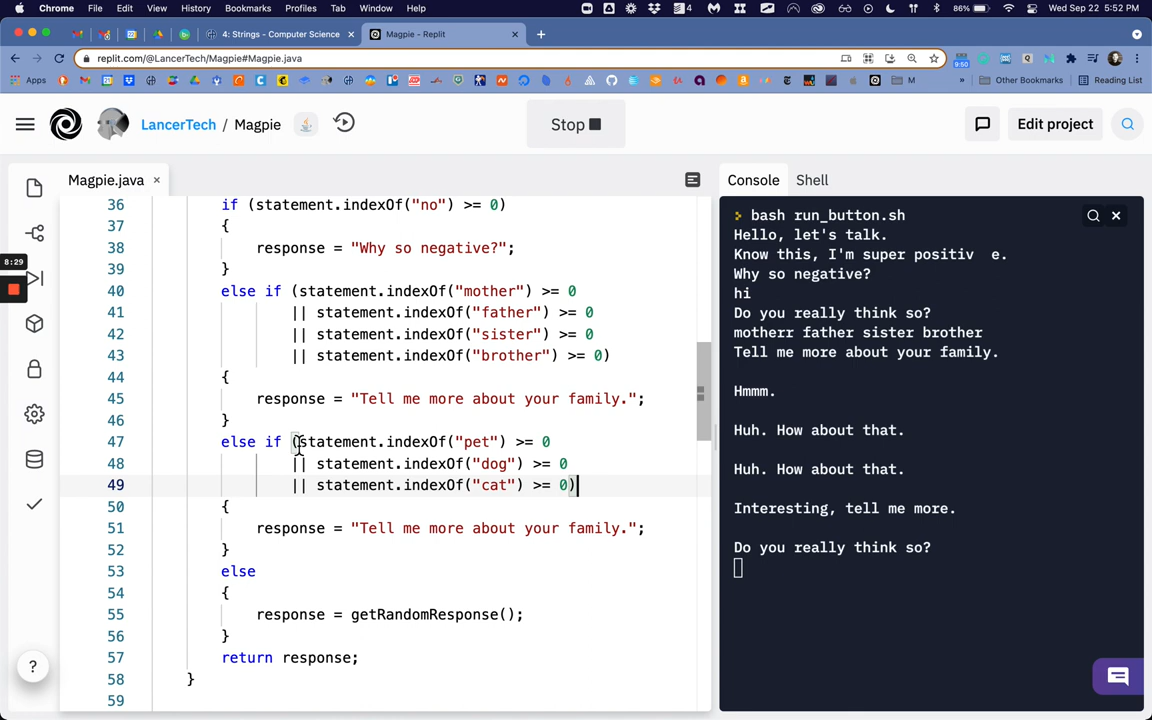 Chrome File Edit View History Bookmarks Profiles Tab Window Help 4 86% Wed Sep 22 5:52 PM
4: Strings - Computer Science × Magpie - Replit × +
replit.com/@LancerTech/Magpie#Magpie.java 9:60
Apps M » Other Bookmarks Reading List
LancerTech / Magpie Stop Edit project
Magpie.java × Console Shell
36 if (statement.indexOf("no") >= 0)
37 {
38 response = "Why so negative?";
39 }
40 else if (statement.indexOf("mother") >= 0
41 || statement.indexOf("father") >= 0
42 || statement.indexOf("sister") >= 0
43 || statement.indexOf("brother") >= 0)
44 {
45 response = "Tell me more about your family.";
46 }
47 else if (statement.indexOf("pet") >= 0
48 || statement.indexOf("dog") >= 0
49 || statement.indexOf("cat") >= 0)
50 {
51 response = "Tell me more about your family.";
52 }
53 else
54 {
55 response = getRandomResponse();
56 }
57 return response;
58 }
59
8:29
?
> bash run_button.sh
Hello, let's talk.
Know this, I'm super positiv e.
Why so negative?
hi
Do you really think so?
motherr father sister brother
Tell me more about your family.
Hmmm.
Huh. How about that.
Huh. How about that.
Interesting, tell me more.
Do you really think so?